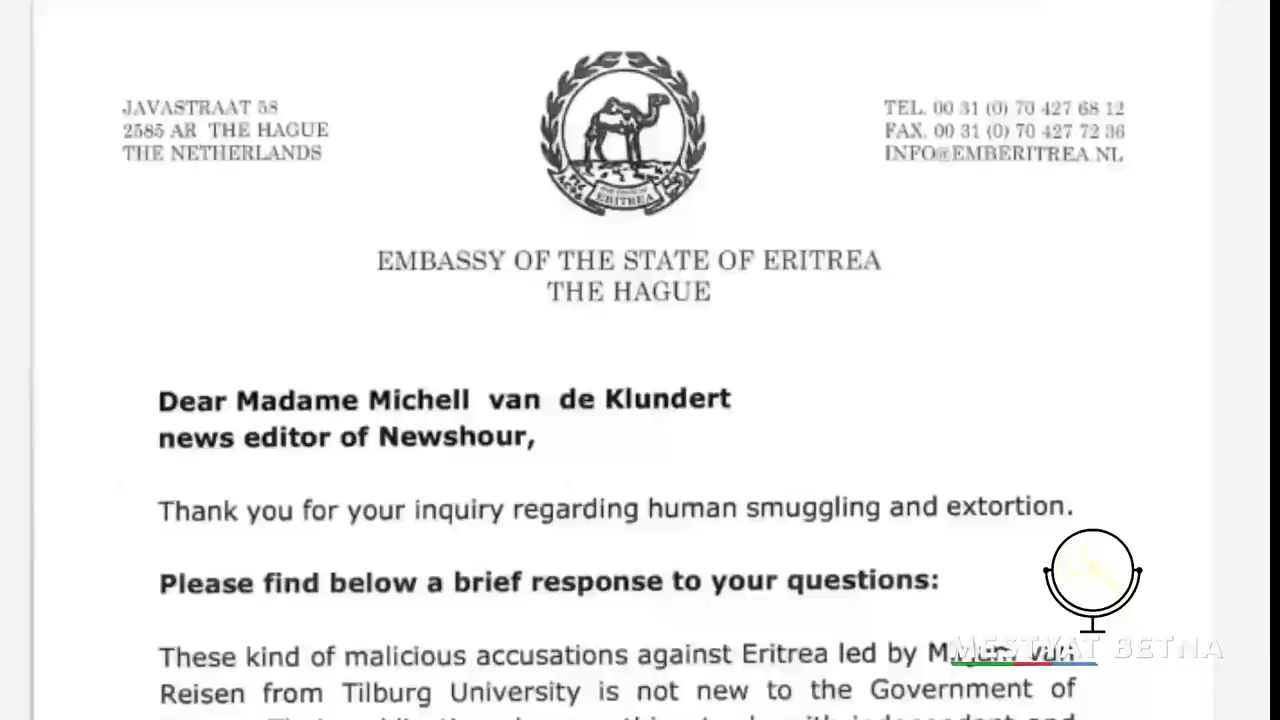 JAVASTRAAT 58
2585 AR THE HAGUE
THE NETHERLANDS
TEL. 00 31 (0) 70 427 68 12
FAX. 00 31 (0) 70 427 72 36
INFO@EMBERITREA.NL
ERITREA
EMBASSY OF THE STATE OF ERITREA
THE HAGUE
Dear Madame Michell van de Klundert
news editor of Newshour,
Thank you for your inquiry regarding human smuggling and extortion.
Please find below a brief response to your questions:
These kind of malicious accusations against Eritrea led by van
Reisen from Tilburg University is not new to the Government of
MESTYAT BETNA